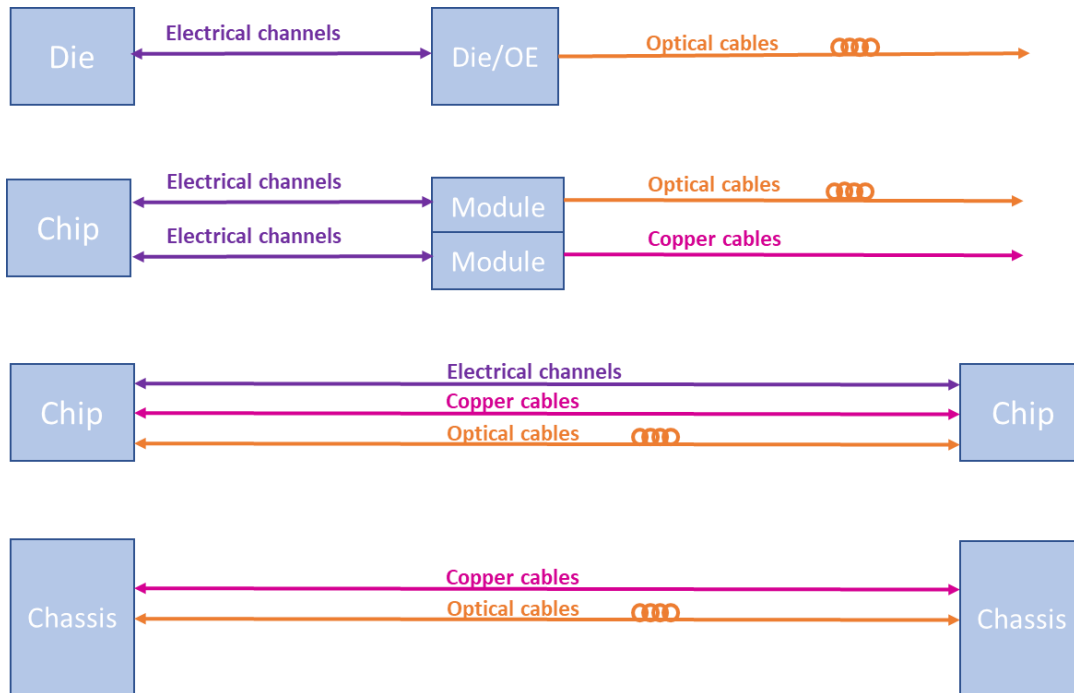 Die
Electrical channels
Die/OE
Optical cables
Chip
Electrical channels
Module
Optical cables
Electrical channels
Module
Copper cables
Chip
Electrical channels
Copper cables
Optical cables
Chip
Chassis
Copper cables
Optical cables
Chassis